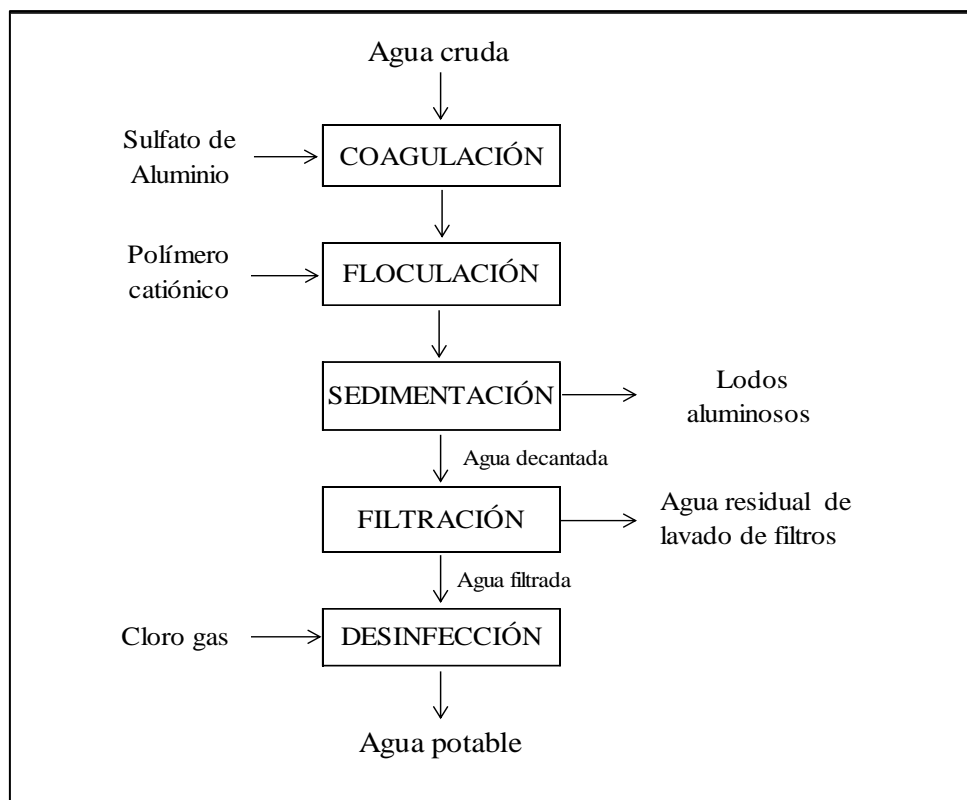 Agua cruda
Sulfato de
Aluminio
COAGULACIÓN
Polímero
catiónico
FLOCULACIÓN
SEDIMENTACIÓN
Lodos
aluminosos
Agua decantada
FILTRACIÓN
Agua residual de
lavado de filtros
Agua filtrada
Cloro gas
DESINFECCIÓN
Agua potable